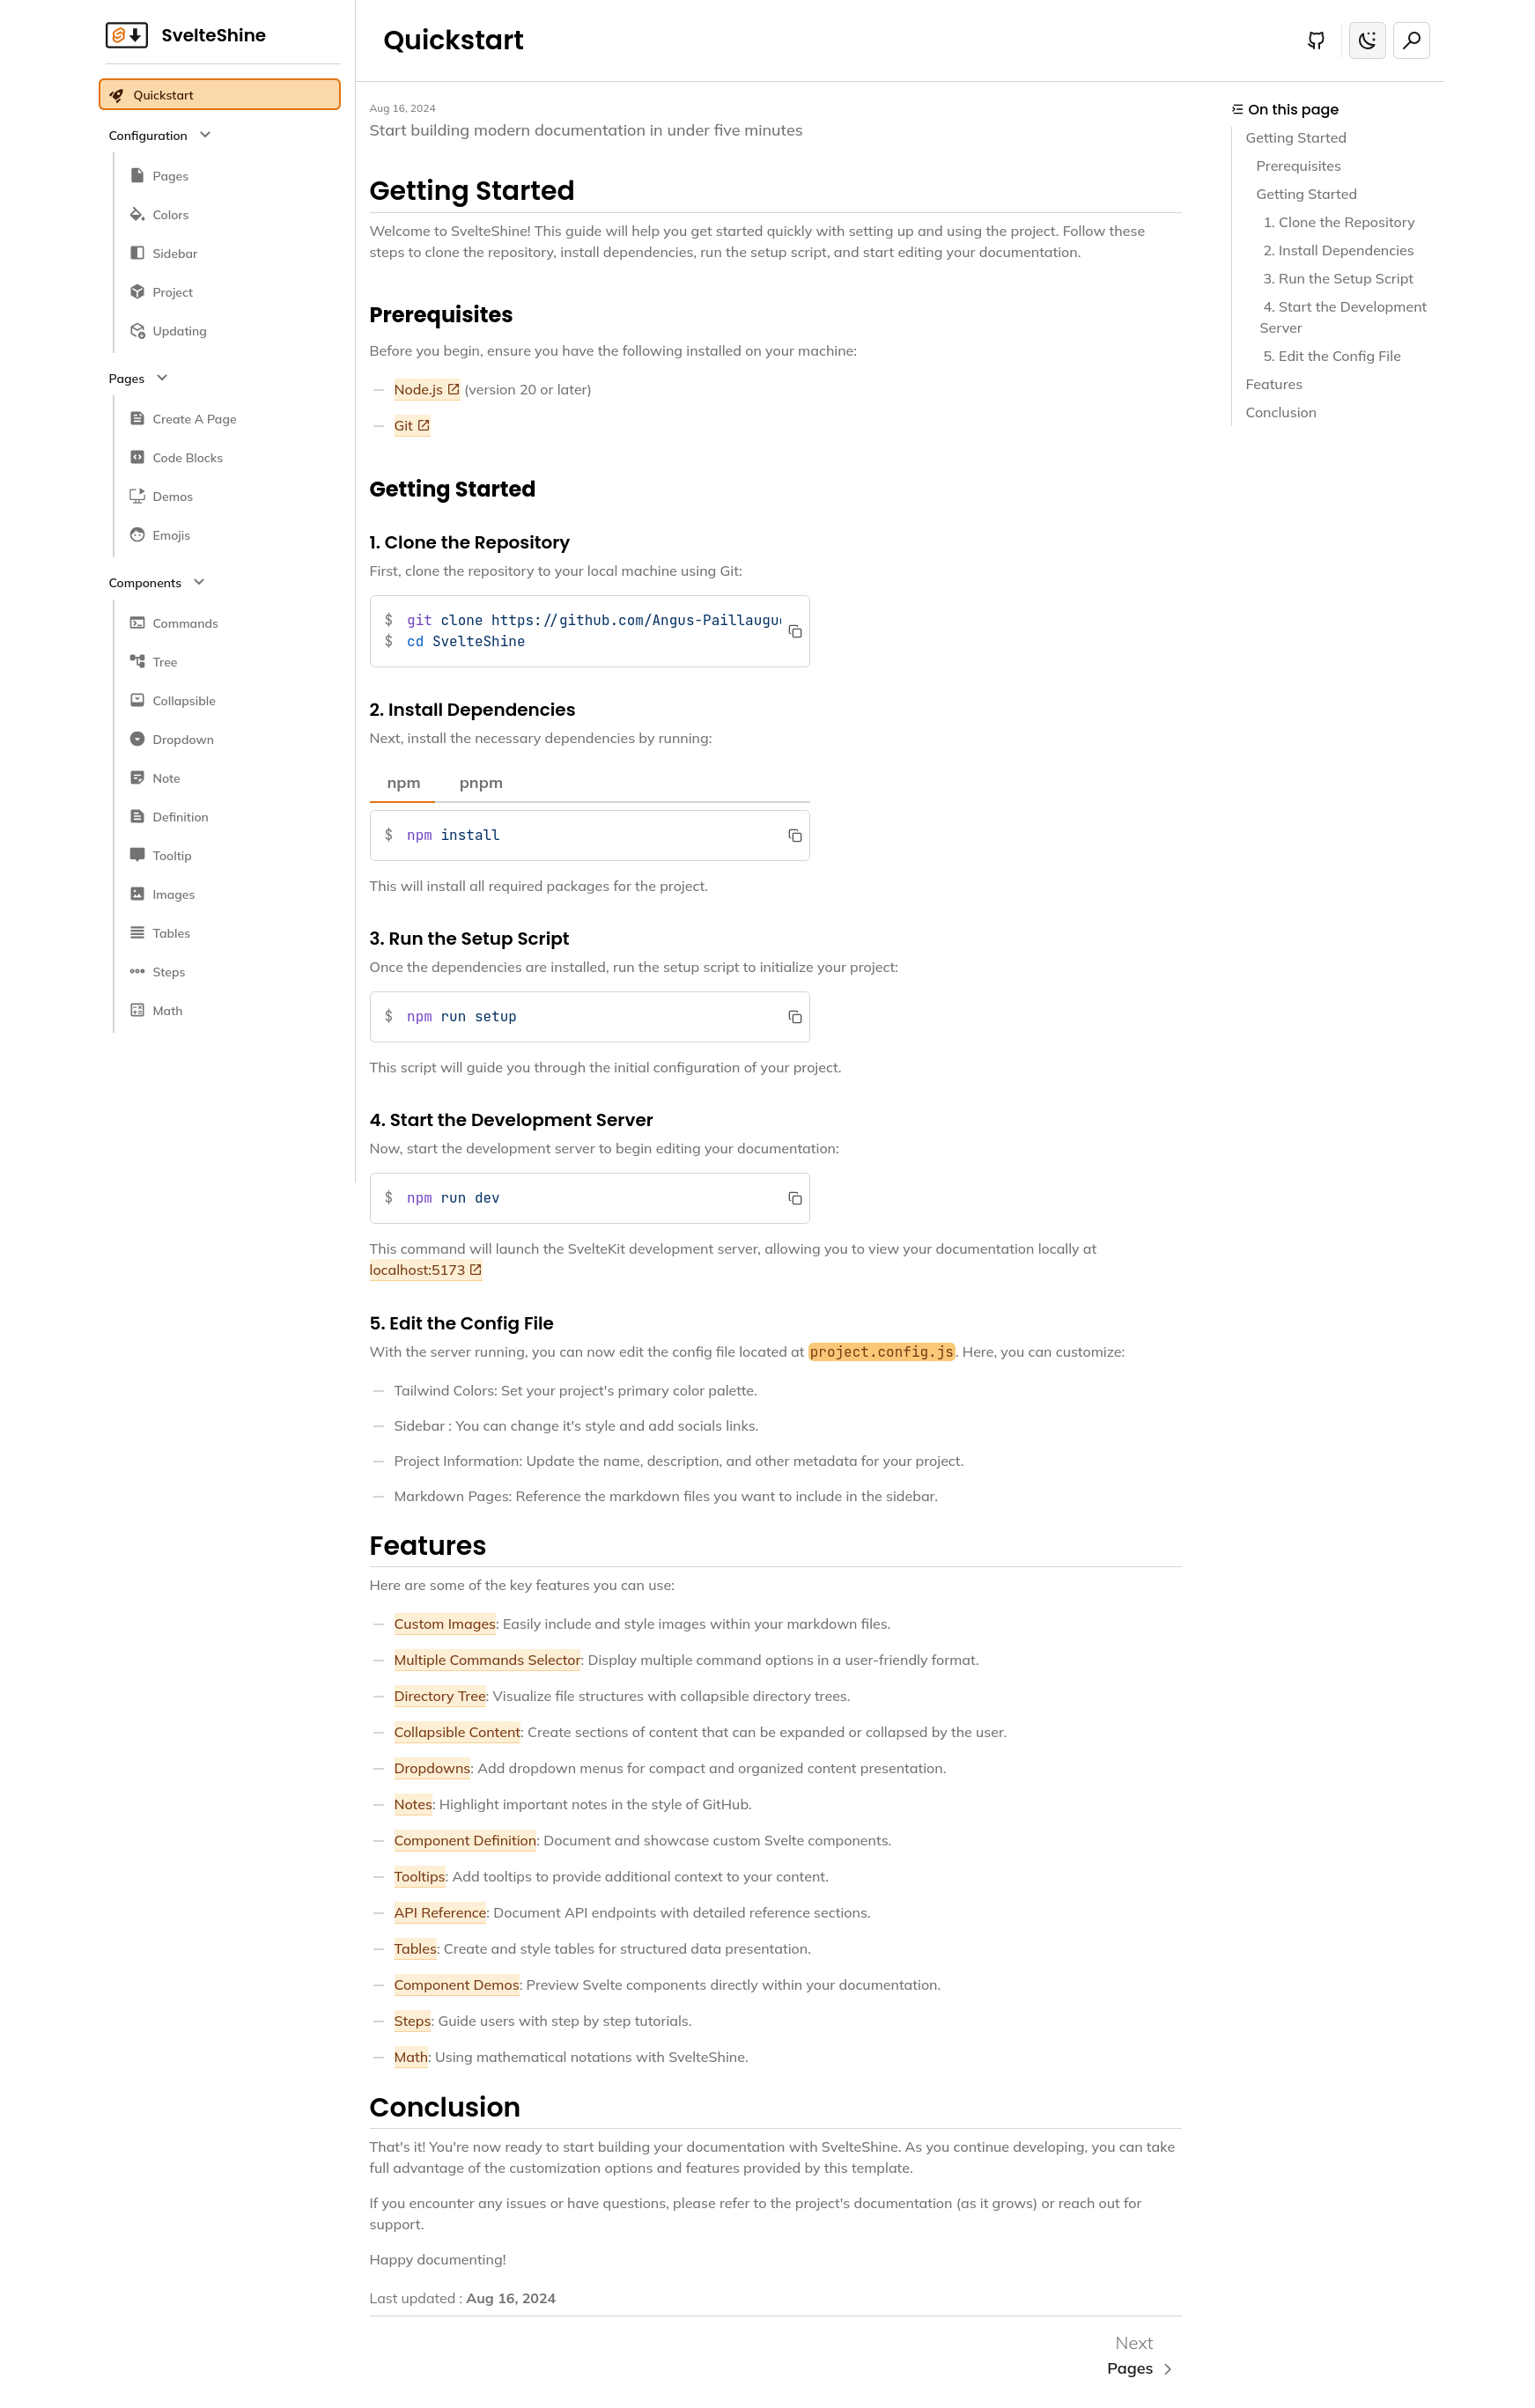 SvelteShine
Quickstart
Configuration
Pages
Colors
Sidebar
Project
Updating
Pages
Create A Page
Code Blocks
Demos
Emojis
Components
Commands
Tree
Collapsible
Dropdown
Note
Definition
Tooltip
Images
Tables
Steps
Math
Quickstart
Aug 16, 2024
Start building modern documentation in under five minutes
Getting Started
Welcome to SvelteShine! This guide will help you get started quickly with setting up and using the project. Follow these
steps to clone the repository, install dependencies, run the setup script, and start editing your documentation.
Prerequisites
Before you begin, ensure you have the following installed on your machine:
— Node.js (version 20 or later)
— Git
Getting Started
1. Clone the Repository
First, clone the repository to your local machine using Git:
$ git clone https://github.com/Angus-Paillaugu
$ cd SvelteShine
2. Install Dependencies
Next, install the necessary dependencies by running:
npm pnpm
$ npm install
This will install all required packages for the project.
3. Run the Setup Script
Once the dependencies are installed, run the setup script to initialize your project:
$ npm run setup
This script will guide you through the initial configuration of your project.
4. Start the Development Server
Now, start the development server to begin editing your documentation:
$ npm run dev
This command will launch the SvelteKit development server, allowing you to view your documentation locally at
localhost:5173
5. Edit the Config File
With the server running, you can now edit the config file located at project.config.js. Here, you can customize:
— Tailwind Colors: Set your project's primary color palette.
— Sidebar : You can change it's style and add socials links.
— Project Information: Update the name, description, and other metadata for your project.
— Markdown Pages: Reference the markdown files you want to include in the sidebar.
Features
Here are some of the key features you can use:
— Custom Images: Easily include and style images within your markdown files.
— Multiple Commands Selector: Display multiple command options in a user-friendly format.
— Directory Tree: Visualize file structures with collapsible directory trees.
— Collapsible Content: Create sections of content that can be expanded or collapsed by the user.
— Dropdowns: Add dropdown menus for compact and organized content presentation.
— Notes: Highlight important notes in the style of GitHub.
— Component Definition: Document and showcase custom Svelte components.
— Tooltips: Add tooltips to provide additional context to your content.
— API Reference: Document API endpoints with detailed reference sections.
— Tables: Create and style tables for structured data presentation.
— Component Demos: Preview Svelte components directly within your documentation.
— Steps: Guide users with step by step tutorials.
— Math: Using mathematical notations with SvelteShine.
Conclusion
That's it! You're now ready to start building your documentation with SvelteShine. As you continue developing, you can take
full advantage of the customization options and features provided by this template.
If you encounter any issues or have questions, please refer to the project's documentation (as it grows) or reach out for
support.
Happy documenting!
Last updated : Aug 16, 2024
Next
Pages
On this page
Getting Started
Prerequisites
Getting Started
1. Clone the Repository
2. Install Dependencies
3. Run the Setup Script
4. Start the Development
Server
5. Edit the Config File
Features
Conclusion